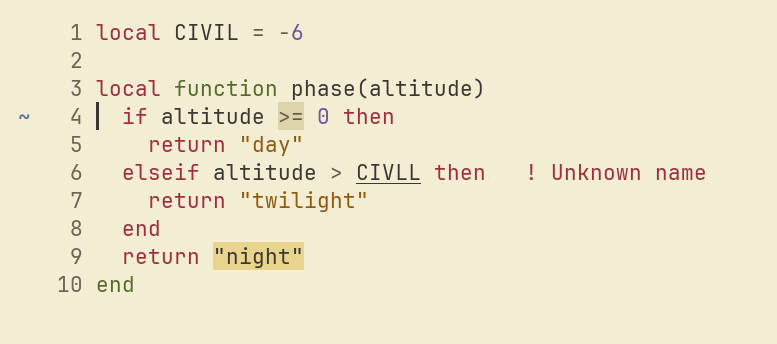 1 local CIVIL = -6
2
3 local function phase(altitude)
~ 4   if altitude >= 0 then
5     return "day"
6   elseif altitude > CIVLL then   ! Unknown name
7     return "twilight"
8   end
9   return "night"
10 end